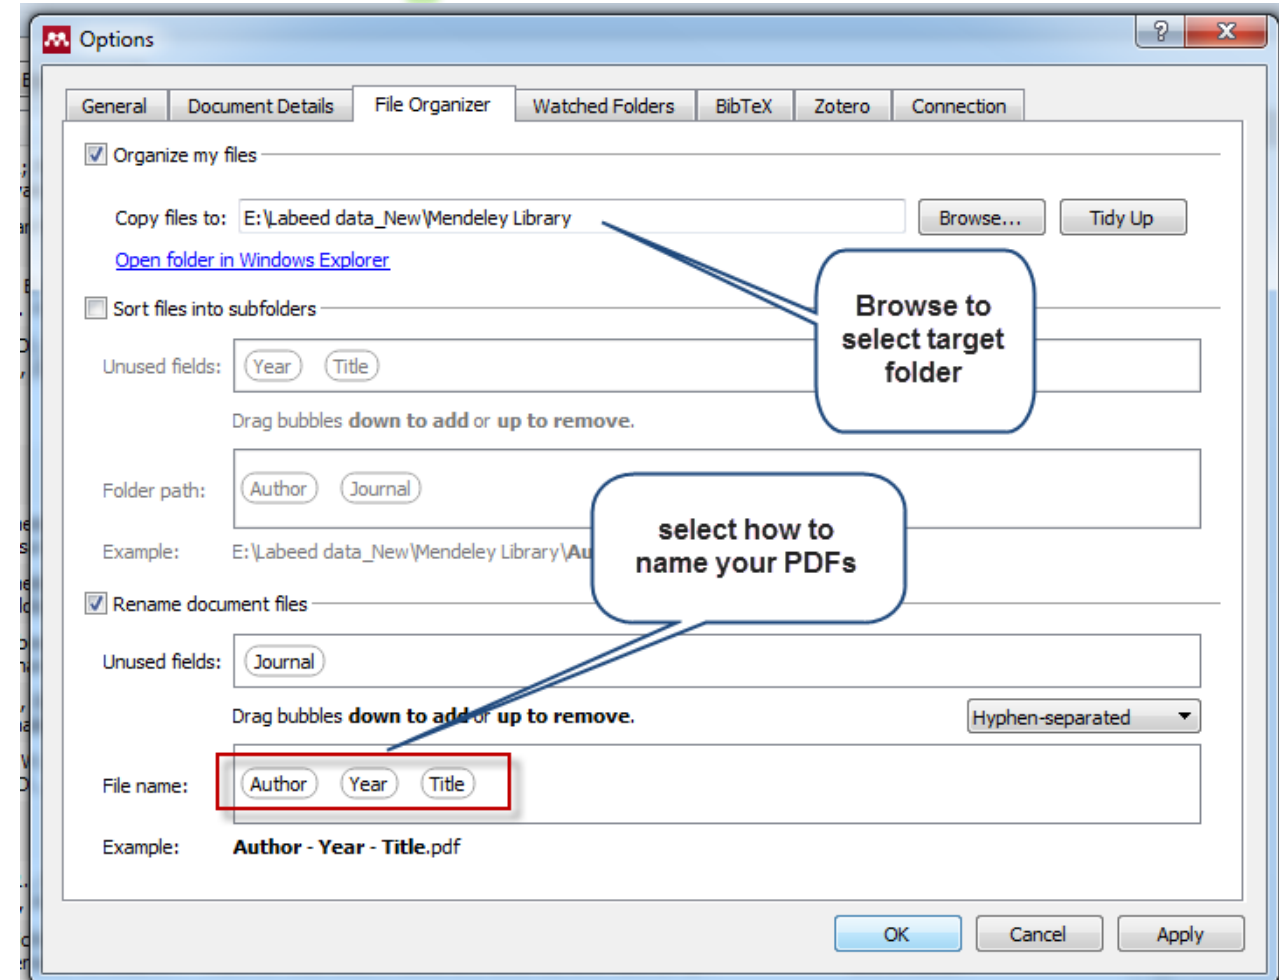 Options
General Document Details File Organizer Watched Folders BibTeX Zotero Connection
Organize my files
Copy files to: E:\Labeed data_New\Mendeley Library Browse... Tidy Up
Open folder in Windows Explorer
Browse to
select target
folder
Sort files into subfolders
Unused fields: Year Title
Drag bubbles down to add or up to remove.
Folder path: Author Journal
Example: E:\Labeed data_New\Mendeley Library\Au
select how to
name your PDFs
Rename document files
Unused fields: Journal
Drag bubbles down to add or up to remove. Hyphen-separated
File name: Author Year Title
Example: Author - Year - Title.pdf
OK Cancel Apply